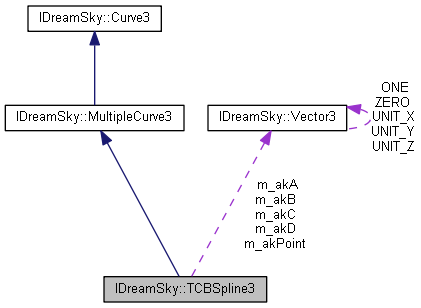 IDreamSky::Curve3
IDreamSky::MultipleCurve3
IDreamSky::Vector3
ONE
ZERO
UNIT_X
UNIT_Y
UNIT_Z
m_akA
m_akB
m_akC
m_akD
m_akPoint
IDreamSky::TCBSpline3